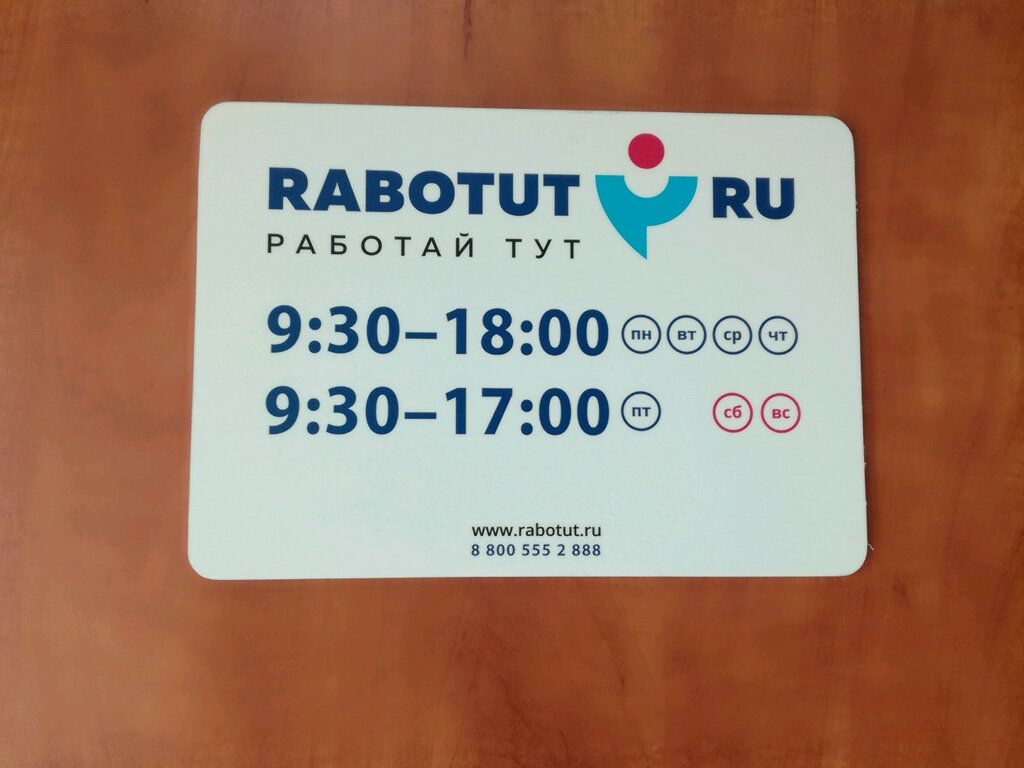 RABOTUT RU
РАБОТАЙ ТУТ
9:30–18:00 пн вт ср чт
9:30–17:00 пт сб вс
www.rabotut.ru
8 800 555 2 888